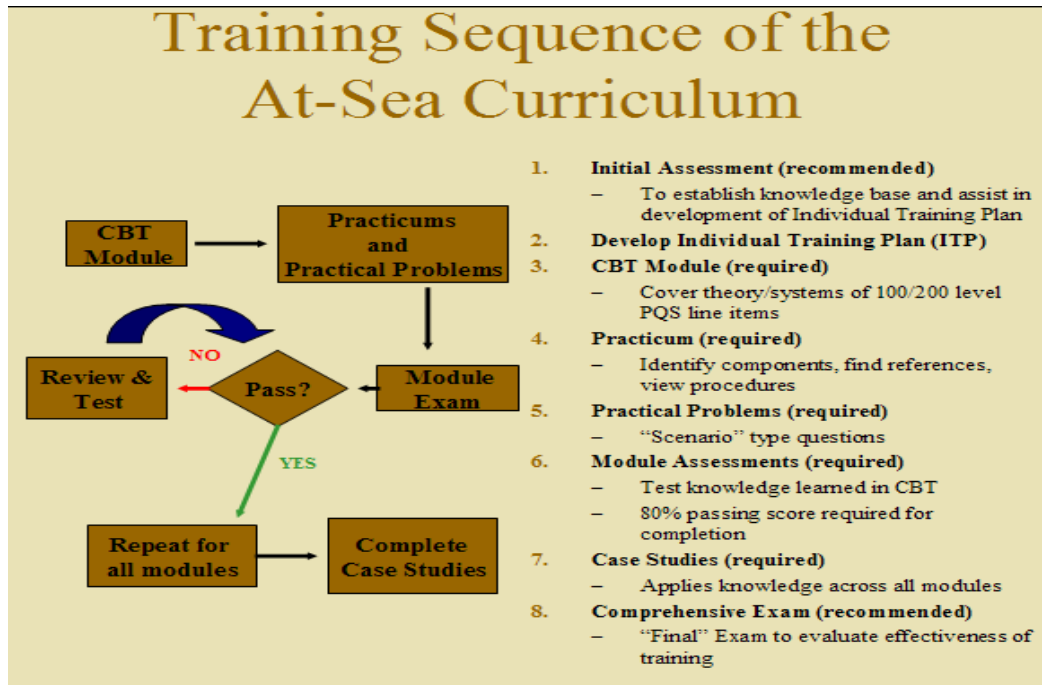 Training Sequence of the
At-Sea Curriculum
CBT
Module
Practicums
and
Practical Problems
NO
Review &
Test
Pass?
Module
Exam
YES
Repeat for
all modules
Complete
Case Studies
1. Initial Assessment (recommended)
– To establish knowledge base and assist in
development of Individual Training Plan
2. Develop Individual Training Plan (ITP)
3. CBT Module (required)
– Cover theory/systems of 100/200 level
PQS line items
4. Practicum (required)
– Identify components, find references,
view procedures
5. Practical Problems (required)
– “Scenario” type questions
6. Module Assessments (required)
– Test knowledge learned in CBT
– 80% passing score required for
completion
7. Case Studies (required)
– Applies knowledge across all modules
8. Comprehensive Exam (recommended)
– “Final” Exam to evaluate effectiveness of
training